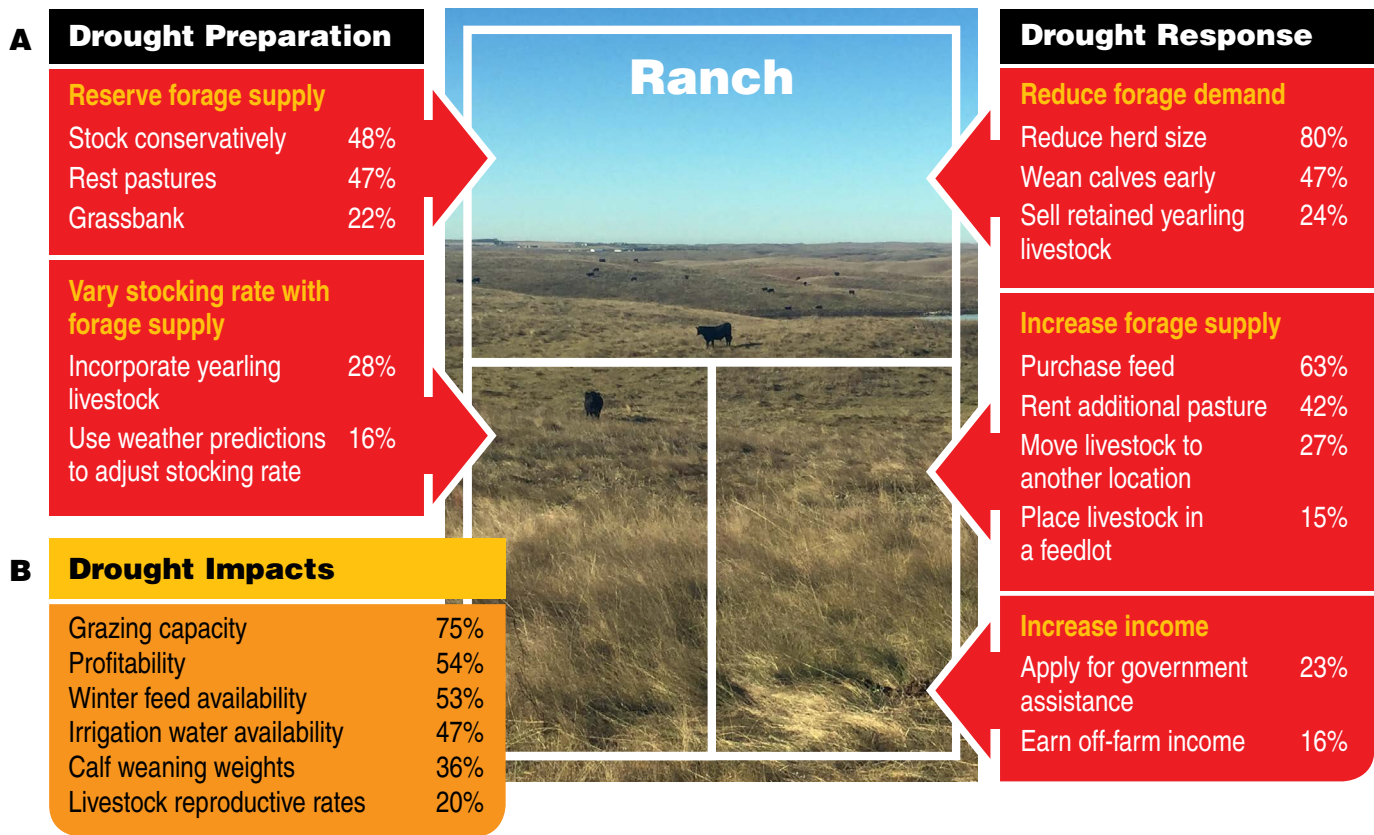 A
Drought Preparation
Reserve forage supply
Stock conservatively 48%
Rest pastures 47%
Grassbank 22%
Vary stocking rate with
forage supply
Incorporate yearling 28%
livestock
Use weather predictions 16%
to adjust stocking rate
B
Drought Impacts
Grazing capacity 75%
Profitability 54%
Winter feed availability 53%
Irrigation water availability 47%
Calf weaning weights 36%
Livestock reproductive rates 20%
Ranch
Drought Response
Reduce forage demand
Reduce herd size 80%
Wean calves early 47%
Sell retained yearling 24%
livestock
Increase forage supply
Purchase feed 63%
Rent additional pasture 42%
Move livestock to 27%
another location
Place livestock in 15%
a feedlot
Increase income
Apply for government 23%
assistance
Earn off-farm income 16%